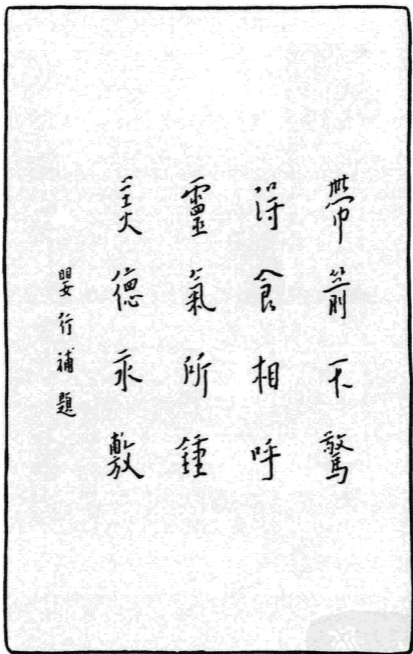 帶箭不驚
得食相呼
靈氣所鍾
美德永敷
嬰行補題